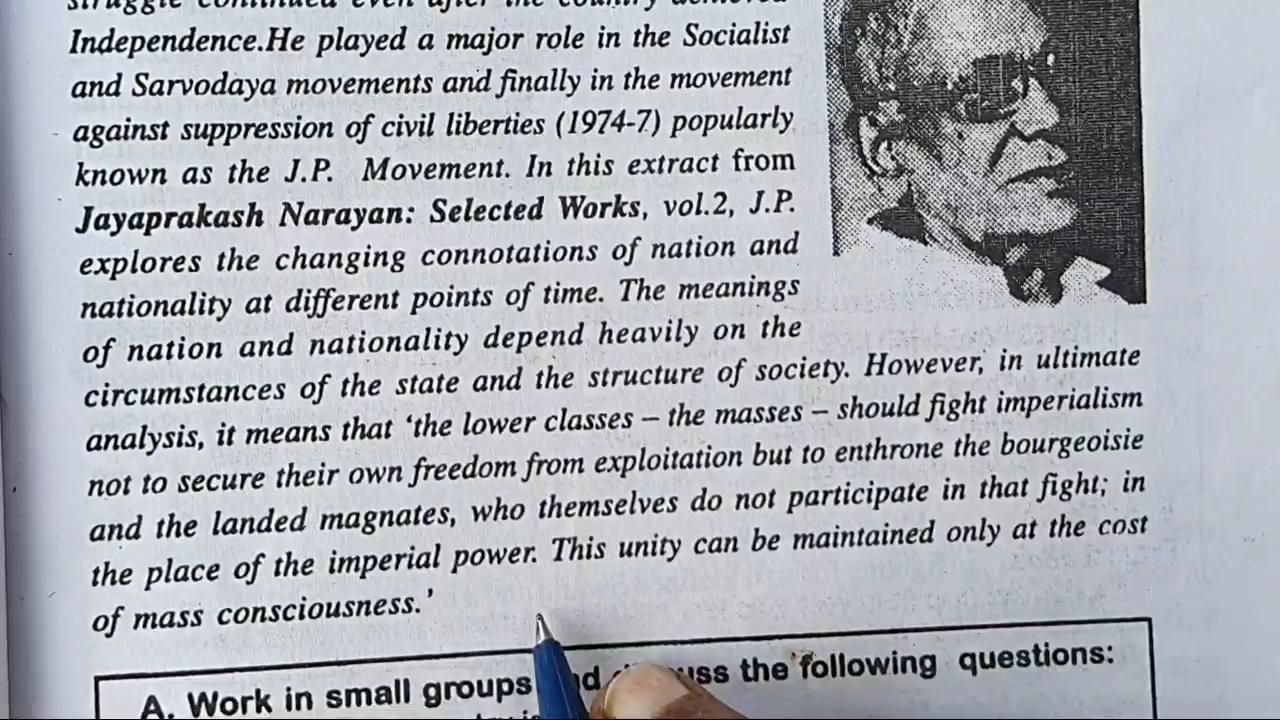 struggle continued even after the country achieved
Independence.He played a major role in the Socialist
and Sarvodaya movements and finally in the movement
against suppression of civil liberties (1974-7) popularly
known as the J.P. Movement. In this extract from
Jayaprakash Narayan: Selected Works, vol.2, J.P.
explores the changing connotations of nation and
nationality at different points of time. The meanings
of nation and nationality depend heavily on the
circumstances of the state and the structure of society. However, in ultimate
analysis, it means that ‘the lower classes – the masses – should fight imperialism
not to secure their own freedom from exploitation but to enthrone the bourgeoisie
and the landed magnates, who themselves do not participate in that fight; in
the place of the imperial power. This unity can be maintained only at the cost
of mass consciousness.’
A. Work in small groups the following questions: